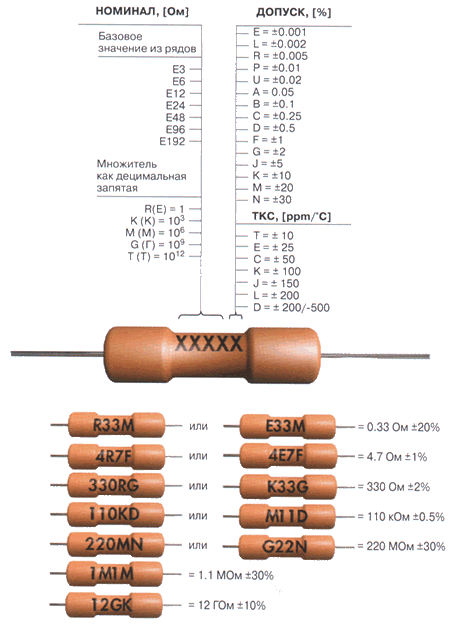 НОМИНАЛ, [Ом]
Базовое
значение из рядов
E3
E6
E12
E24
E48
E96
E192
Множитель
как децимальная
запятая
R(E) = 1
K (К) = 10³
M (М) = 10⁶
G (Г) = 10⁹
T (Т) = 10¹²
ДОПУСК, [%]
E = ±0.001
L = ±0.002
R = ±0.005
P = ±0.01
U = ±0.02
A = 0.05
B = ±0.1
C = ±0.25
D = ±0.5
F = ±1
G = ±2
J = ±5
K = ±10
M = ±20
N = ±30
ТКС, [ppm/°C]
T = ± 10
E = ± 25
C = ± 50
K = ± 100
J = ± 150
L = ± 200
D = ± 200/-500
XXXXX
R33M или E33M = 0.33 Ом ±20%
4R7F или 4E7F = 4.7 Ом ±1%
330RG или K33G = 330 Ом ±2%
110KD или M11D = 110 кОм ±0.5%
220MN или G22N = 220 МОм ±30%
1M1M = 1.1 МОм ±30%
12GK = 12 ГОм ±10%